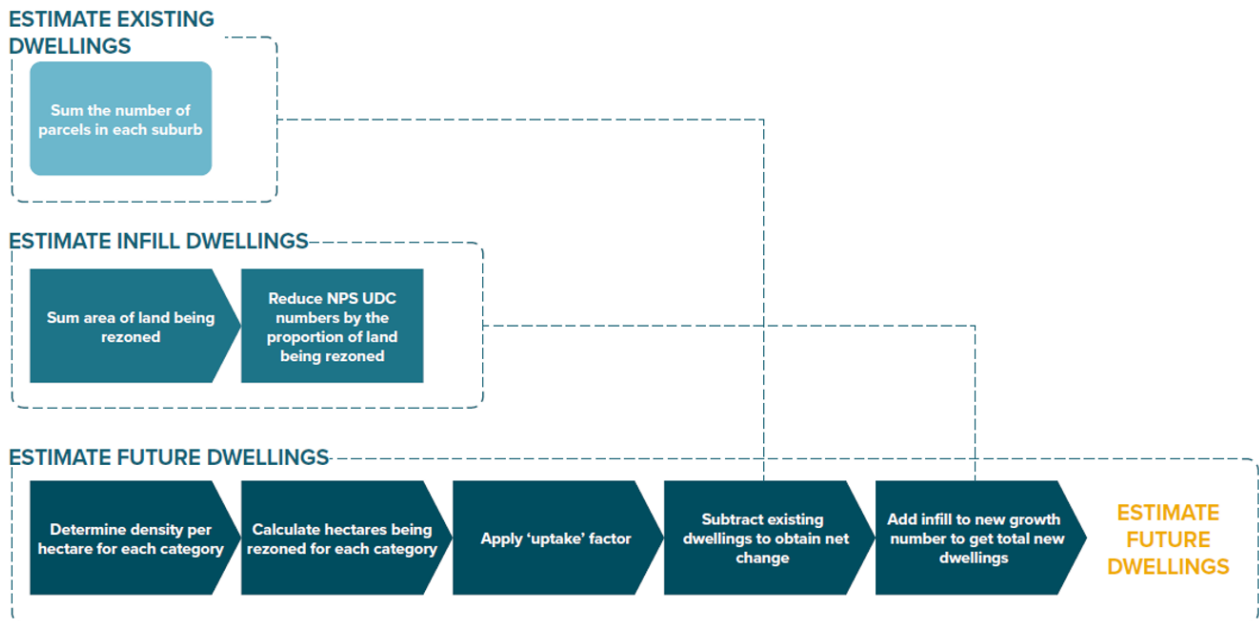 ESTIMATE EXISTING
DWELLINGS
Sum the number of
parcels in each suburb
ESTIMATE INFILL DWELLINGS
Sum area of land being
rezoned
Reduce NPS UDC
numbers by the
proportion of land
being rezoned
ESTIMATE FUTURE DWELLINGS
Determine density per
hectare for each category
Calculate hectares being
rezoned for each category
Apply ‘uptake’ factor
Subtract existing
dwellings to obtain net
change
Add infill to new growth
number to get total new
dwellings
ESTIMATE
FUTURE
DWELLINGS